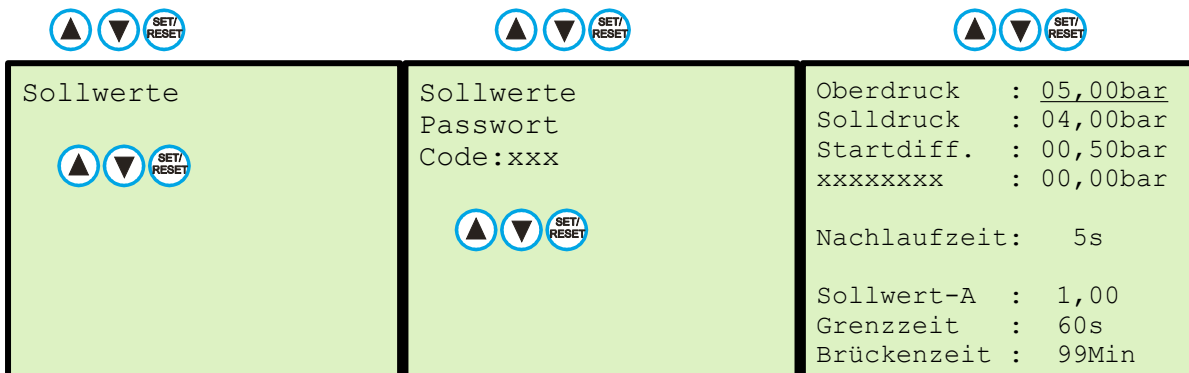 SET/
RESET
SET/
RESET
SET/
RESET
Sollwerte
SET/
RESET
Sollwerte
Passwort
Code:xxx
SET/
RESET
Oberdruck : 05,00bar
Solldruck : 04,00bar
Startdiff. : 00,50bar
xxxxxxxx : 00,00bar
Nachlaufzeit: 5s
Sollwert-A : 1,00
Grenzzeit : 60s
Brückenzeit : 99Min